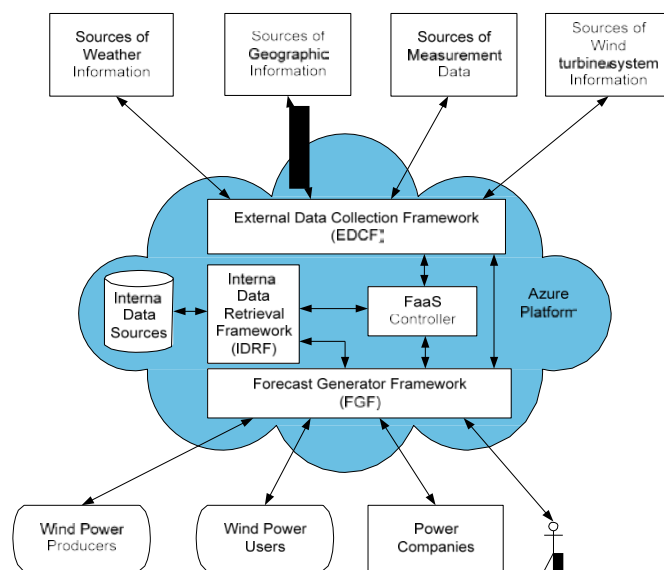 Sources of
Weather
Information
Sources of
Geographic
Information
Sources of
Measurement
Data
Sources of
Wind
turbine/system
Information
External Data Collection Framework
(EDCF)
Interna
Data
Sources
Interna
Data
Retrieval
Framework
(IDRF)
FaaS
Controller
Azure
Platform
Forecast Generator Framework
(FGF)
Wind Power
Producers
Wind Power
Users
Power
Companies